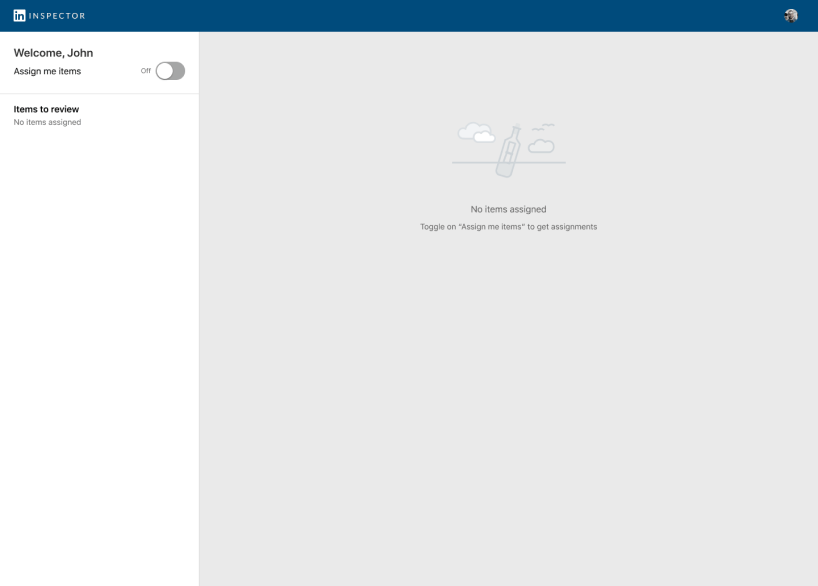 in INSPECTOR
Welcome, John
Assign me items Off
Items to review
No items assigned
No items assigned
Toggle on "Assign me items" to get assignments